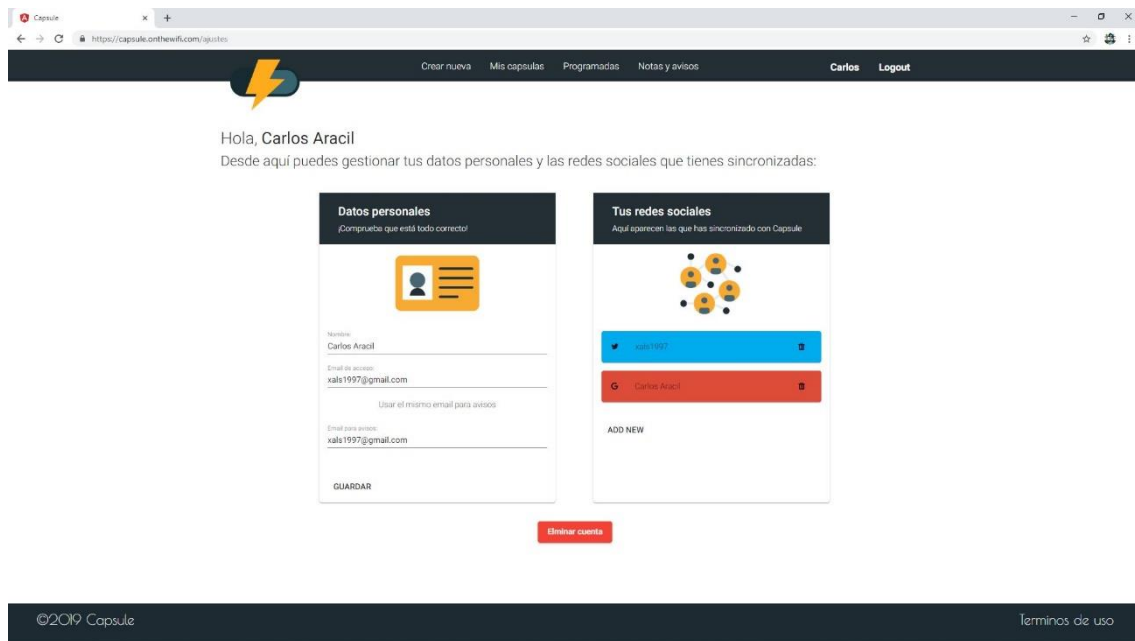 Capsule
https://capsule.onthewifi.com/ajustes
Crear nueva Mis capsulas Programadas Notas y avisos Carlos Logout
Hola, Carlos Aracil
Desde aquí puedes gestionar tus datos personales y las redes sociales que tienes sincronizadas:
Datos personales
¡Comprueba que está todo correcto!
Nombre:
Carlos Aracil
Email de acceso:
xals1997@gmail.com
Usar el mismo email para avisos
Email para avisos:
xals1997@gmail.com
GUARDAR
Tus redes sociales
Aquí aparecen las que has sincronizado con Capsule
xals1997
G Carlos Aracil
ADD NEW
Eliminar cuenta
©2019 Capsule
Terminos de uso